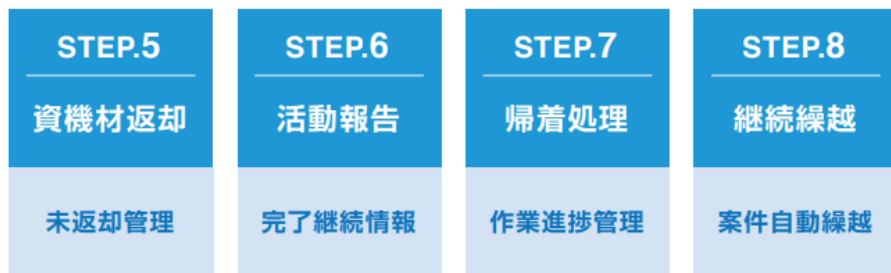 STEP.5
資機材返却
未返却管理
STEP.6
活動報告
完了継続情報
STEP.7
帰着処理
作業進捗管理
STEP.8
継続繰越
案件自動繰越